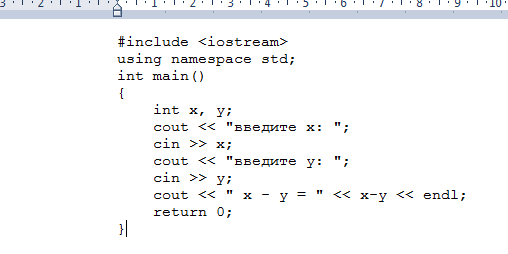 3 · 2 · 1 · 1 · 2 · 3 · 4 · 5 · 6 · 7 · 8 · 9 · 10
#include <iostream>
using namespace std;
int main()
{
    int x, y;
    cout << "введите x: ";
    cin >> x;
    cout << "введите y: ";
    cin >> y;
    cout << " x - y = " << x-y << endl;
    return 0;
}